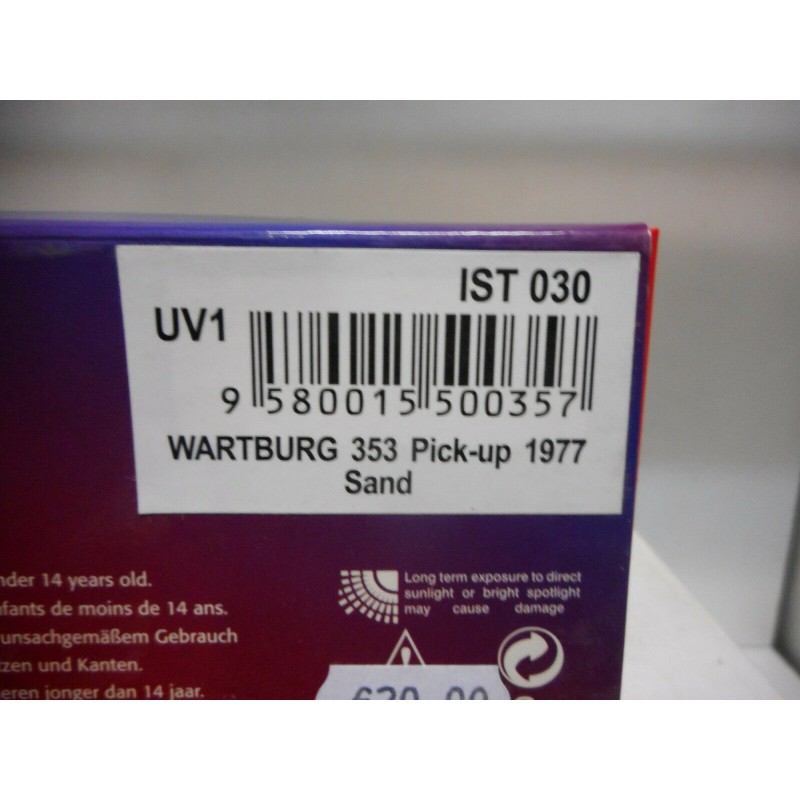 IST 030
UV1
9 580015 500357
WARTBURG 353 Pick-up 1977
Sand
nder 14 years old.
nfants de moins de 14 ans.
unsachgemäßem Gebrauch
tzen und Kanten.
eren jonger dan 14 jaar.
Long term exposure to direct
sunlight or bright spotlight
may cause damage